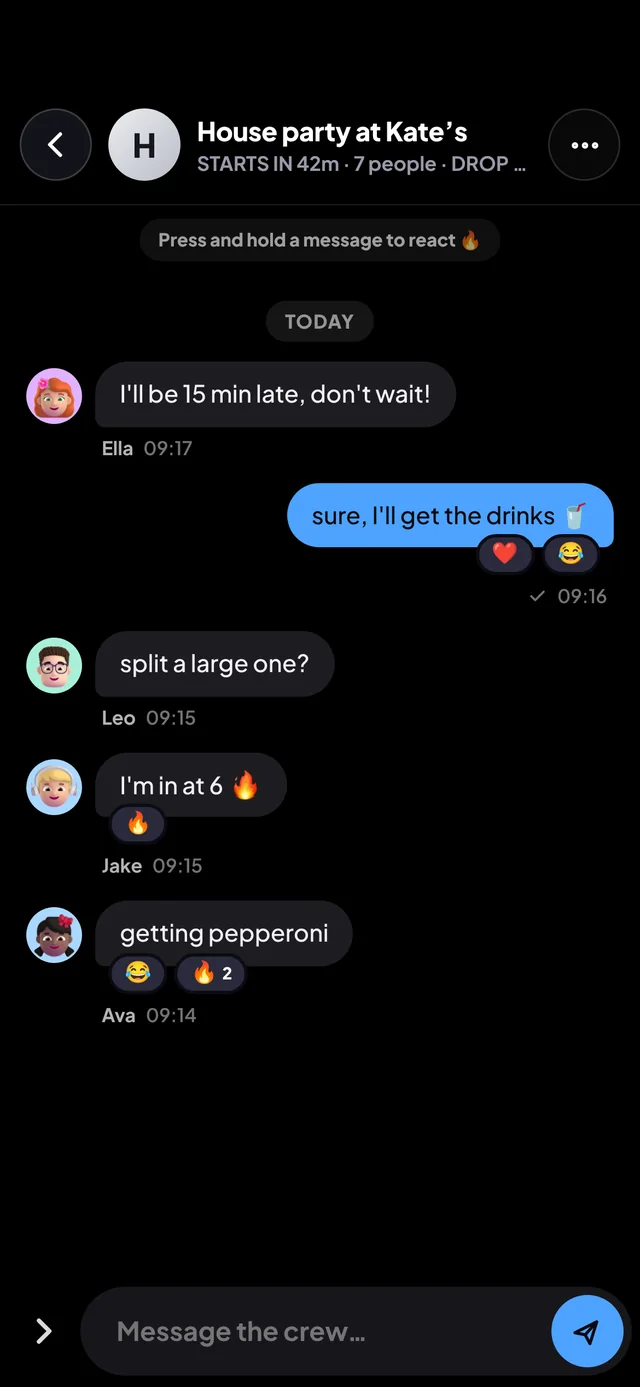 H
House party at Kate’s
STARTS IN 42m · 7 people · DROP …
Press and hold a message to react 🔥
TODAY
I'll be 15 min late, don't wait!
Ella 09:17
sure, I'll get the drinks 🥤
❤️ 😂
✓ 09:16
split a large one?
Leo 09:15
I'm in at 6 🔥
🔥
Jake 09:15
getting pepperoni
😂 🔥 2
Ava 09:14
Message the crew…